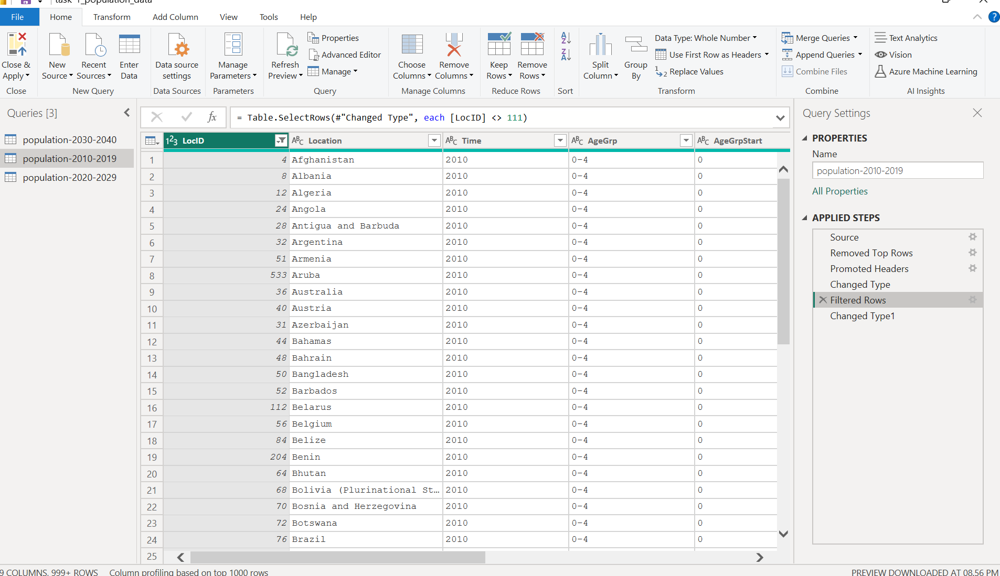 task-1_population_data
File Home Transform Add Column View Tools Help ?
Close & Apply
Close
New Source
Recent Sources
Enter Data
New Query
Data source settings
Data Sources
Manage Parameters
Parameters
Refresh Preview
Properties
Advanced Editor
Manage
Query
Choose Columns
Remove Columns
Manage Columns
Keep Rows
Remove Rows
Reduce Rows
A Z
Z A
Sort
Split Column
Group By
Data Type: Whole Number
Use First Row as Headers
1 2 Replace Values
Transform
Merge Queries
Append Queries
Combine Files
Combine
Text Analytics
Vision
Azure Machine Learning
AI Insights
Queries [3]
population-2030-2040
population-2010-2019
population-2020-2029
fx = Table.SelectRows(#"Changed Type", each [LocID] <> 111)
123 LocID ABC Location ABC Time ABC AgeGrp ABC AgeGrpStart
1 4 Afghanistan 2010 0-4 0
2 8 Albania 2010 0-4 0
3 12 Algeria 2010 0-4 0
4 24 Angola 2010 0-4 0
5 28 Antigua and Barbuda 2010 0-4 0
6 32 Argentina 2010 0-4 0
7 51 Armenia 2010 0-4 0
8 533 Aruba 2010 0-4 0
9 36 Australia 2010 0-4 0
10 40 Austria 2010 0-4 0
11 31 Azerbaijan 2010 0-4 0
12 44 Bahamas 2010 0-4 0
13 48 Bahrain 2010 0-4 0
14 50 Bangladesh 2010 0-4 0
15 52 Barbados 2010 0-4 0
16 112 Belarus 2010 0-4 0
17 56 Belgium 2010 0-4 0
18 84 Belize 2010 0-4 0
19 204 Benin 2010 0-4 0
20 64 Bhutan 2010 0-4 0
21 68 Bolivia (Plurinational St... 2010 0-4 0
22 70 Bosnia and Herzegovina 2010 0-4 0
23 72 Botswana 2010 0-4 0
24 76 Brazil 2010 0-4 0
25
Query Settings
PROPERTIES
Name
population-2010-2019
All Properties
APPLIED STEPS
Source
Removed Top Rows
Promoted Headers
Changed Type
Filtered Rows
Changed Type1
9 COLUMNS, 999+ ROWS Column profiling based on top 1000 rows
PREVIEW DOWNLOADED AT 08.56 PM